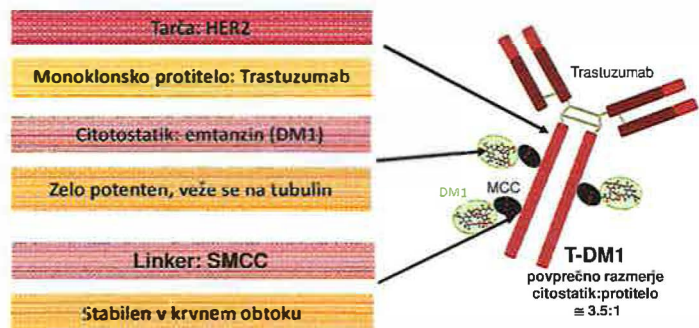 Tarča: HER2
Monoklonsko protitelo: Trastuzumab
Citotostatik: emtanzin (DM1)
Zelo potenten, veže se na tubulin
Linker: SMCC
Stabilen v krvnem obtoku
Trastuzumab
MCC
DM1
T-DM1
povprečno razmerje
citostatik:protitelo
≅ 3.5:1